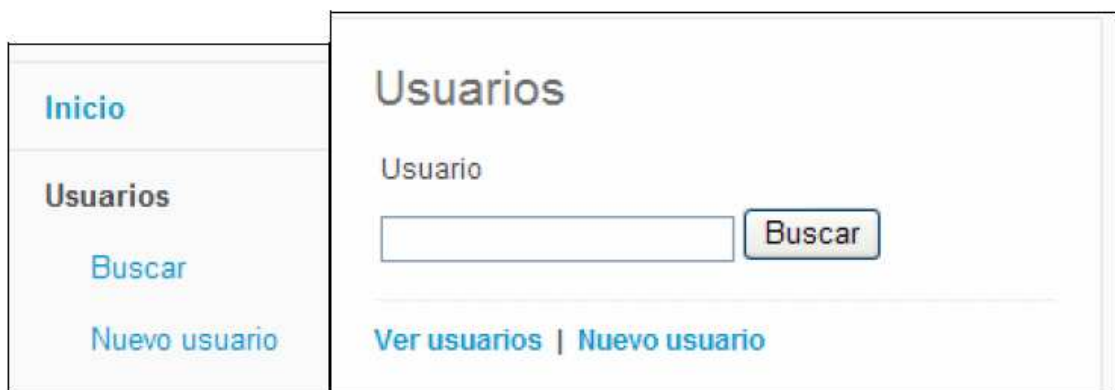 Inicio
Usuarios
Buscar
Nuevo usuario
Usuarios
Usuario
Buscar
Ver usuarios | Nuevo usuario